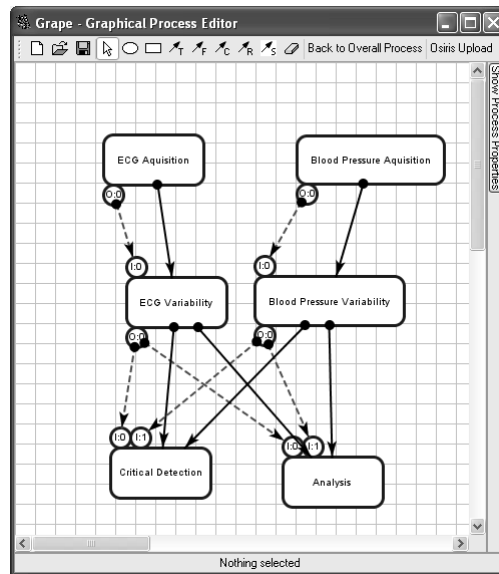 Grape - Graphical Process Editor
T F C R S Back to Overall Process Osiris Upload
Show Process Properties
ECG Aquisition
Blood Pressure Aquisition
O:0
O:0
I:0
I:0
ECG Variability
Blood Pressure Variability
O:0
O:0
I:0
I:1
I:0
I:1
Critical Detection
Analysis
Nothing selected